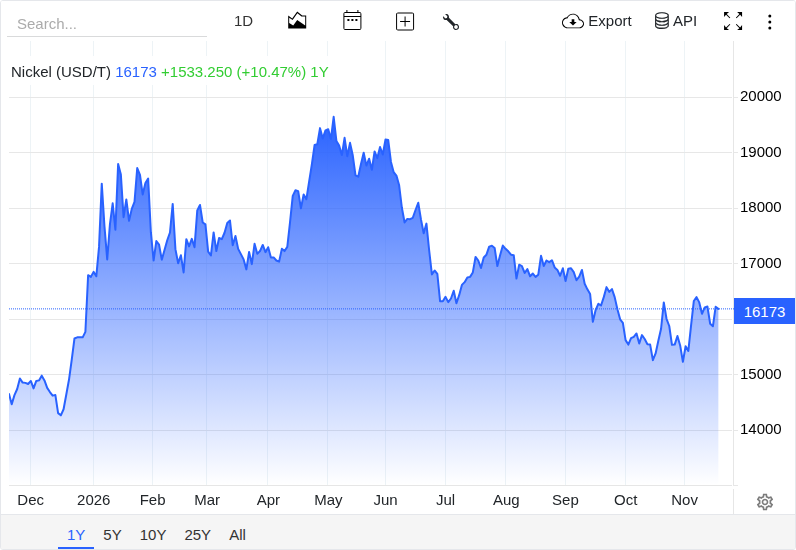 Search...
1D
Export
API
Nickel (USD/T) 16173 +1533.250 (+10.47%) 1Y
20000
19000
18000
17000
16173
15000
14000
Dec 2026 Feb Mar Apr May Jun Jul Aug Sep Oct Nov
1Y 5Y 10Y 25Y All